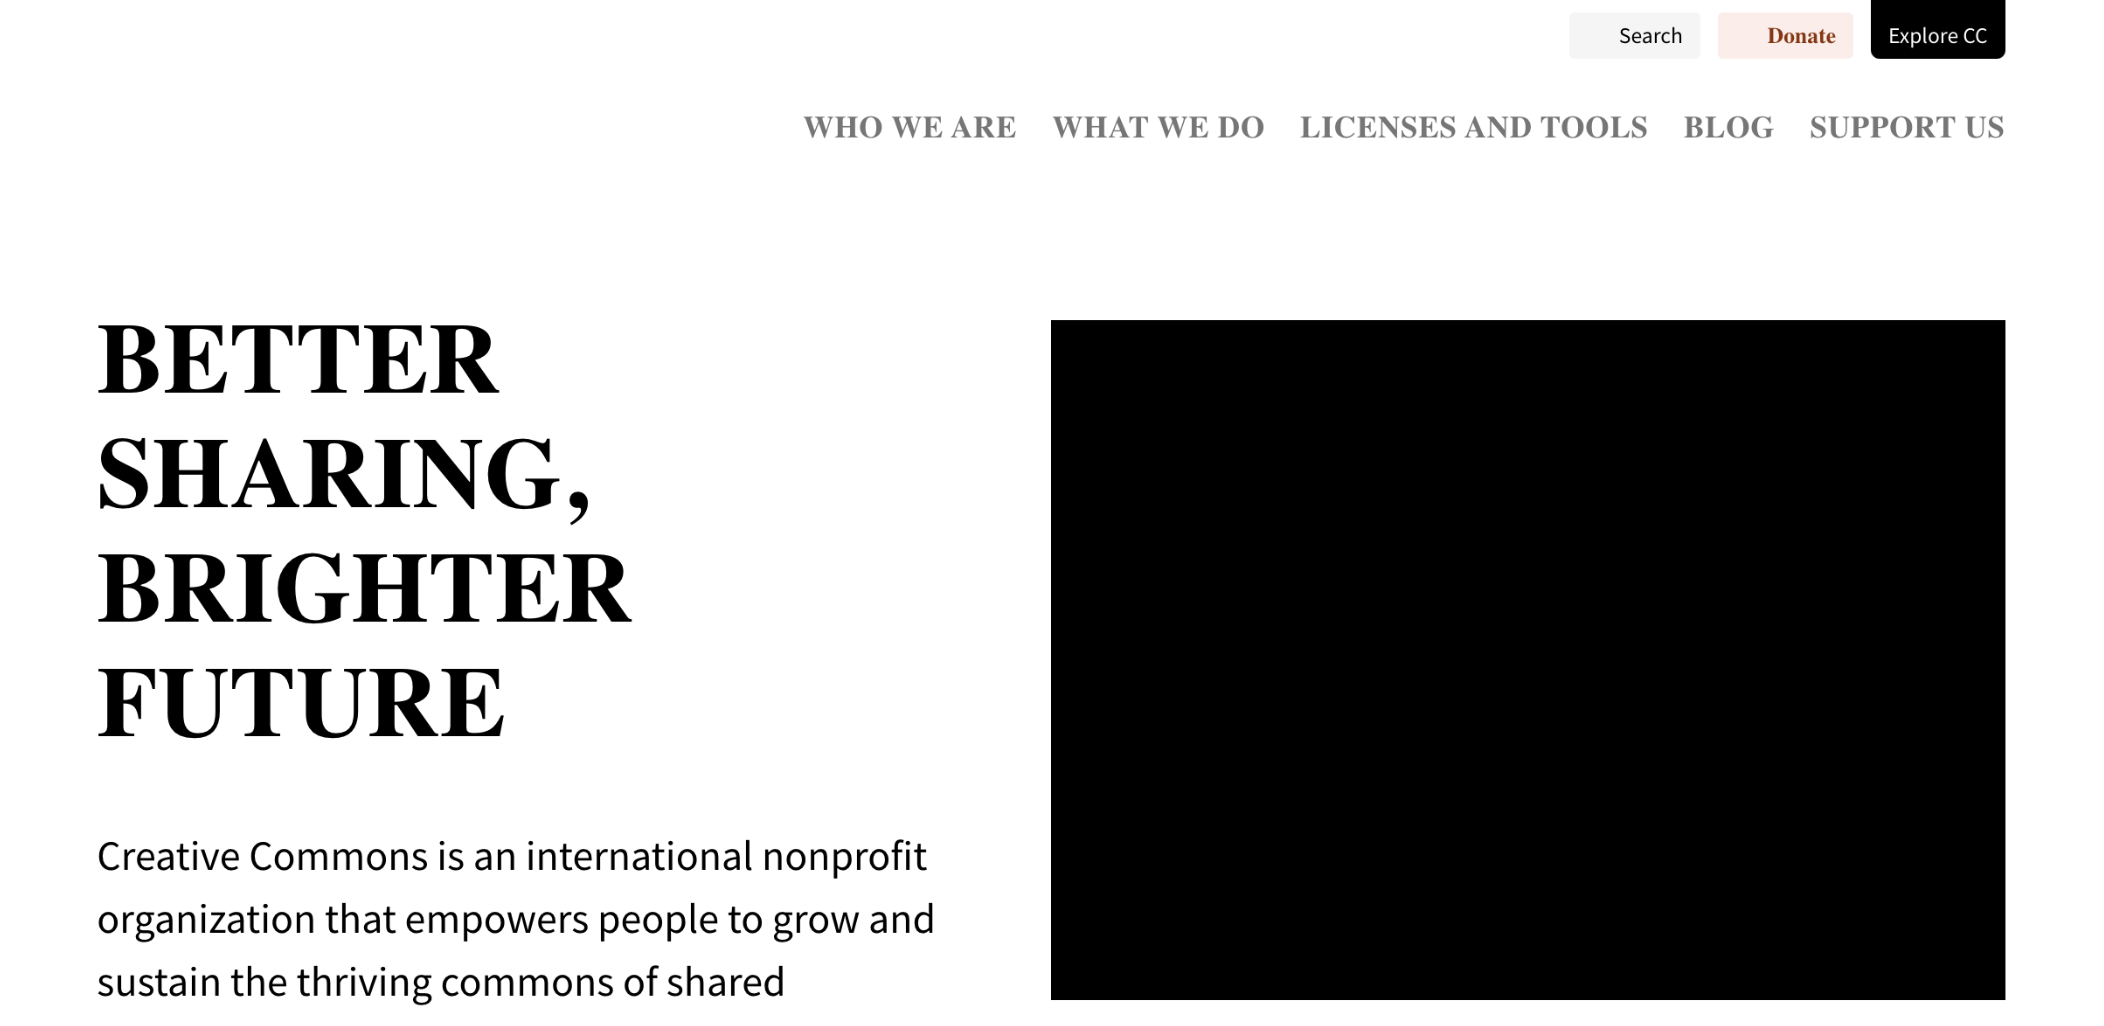 Search Donate Explore CC
WHO WE ARE WHAT WE DO LICENSES AND TOOLS BLOG SUPPORT US
BETTER
SHARING,
BRIGHTER
FUTURE
Creative Commons is an international nonprofit
organization that empowers people to grow and
sustain the thriving commons of shared